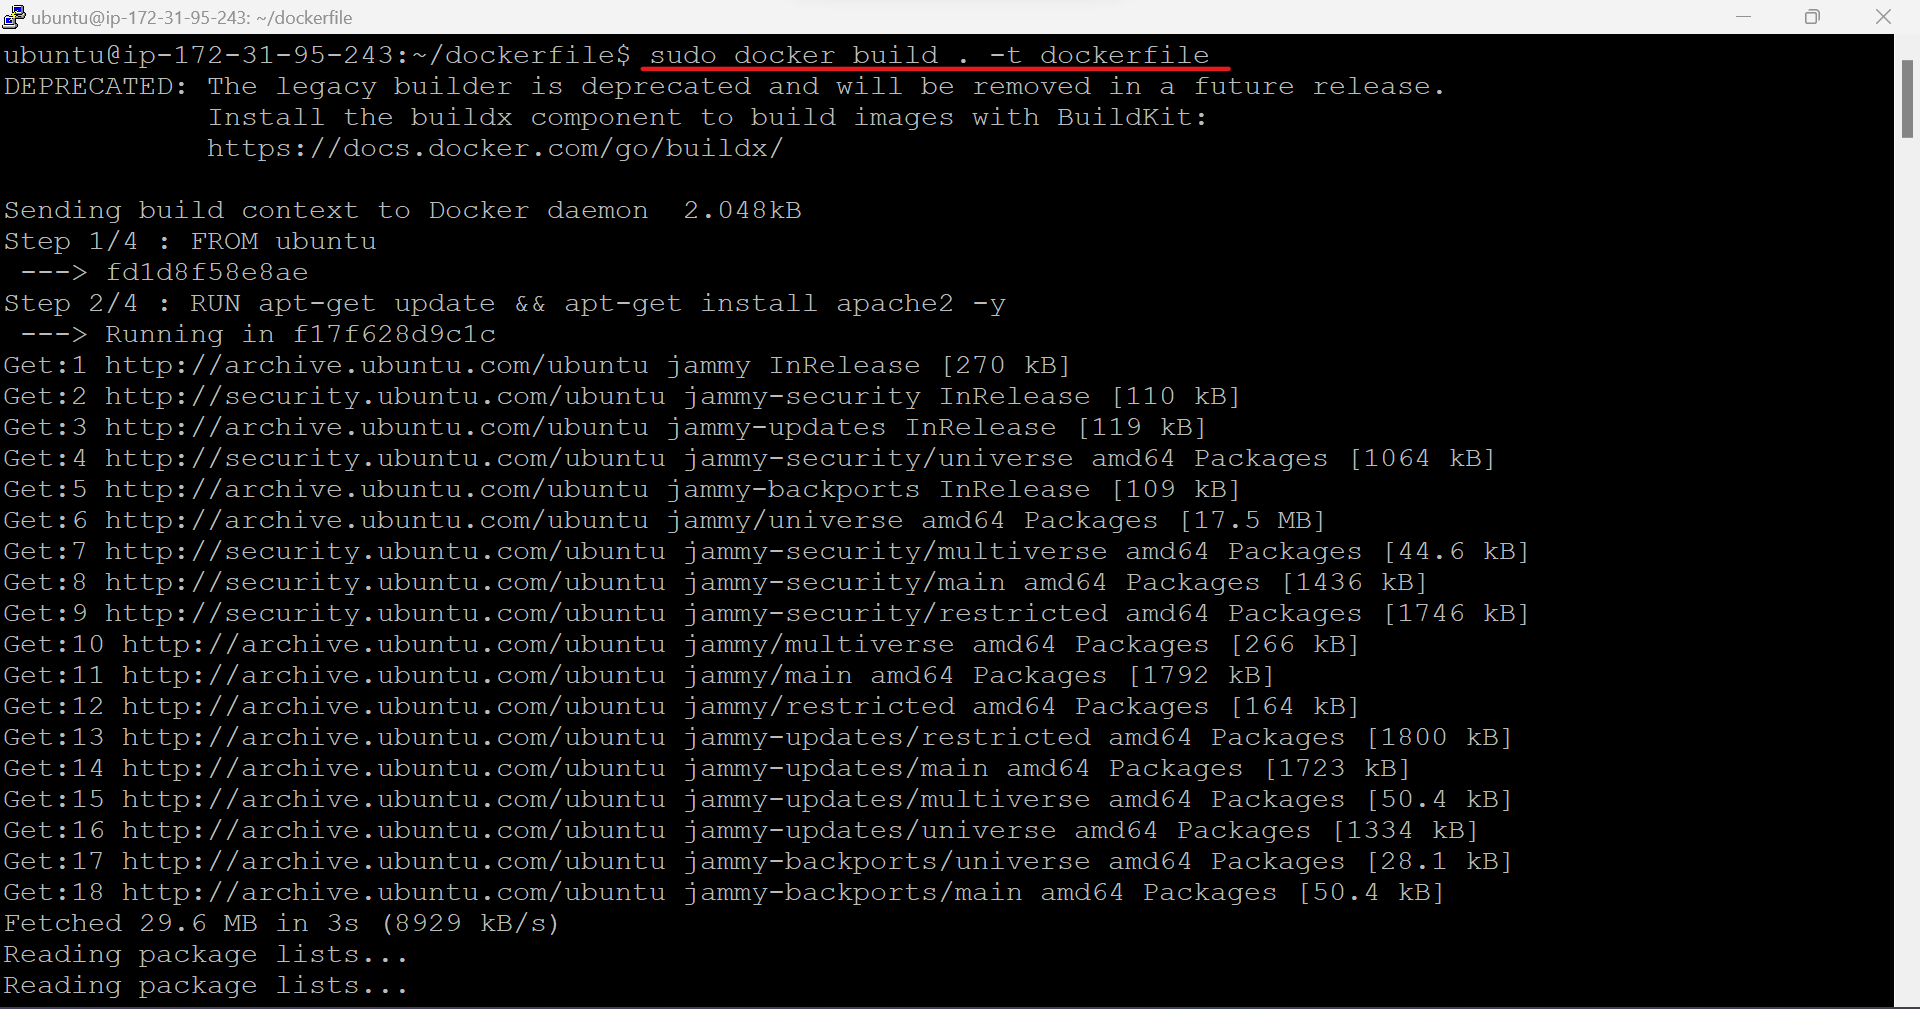 ubuntu@ip-172-31-95-243: ~/dockerfile
ubuntu@ip-172-31-95-243:~/dockerfile$ sudo docker build . -t dockerfile
DEPRECATED: The legacy builder is deprecated and will be removed in a future release.
            Install the buildx component to build images with BuildKit:
            https://docs.docker.com/go/buildx/

Sending build context to Docker daemon  2.048kB
Step 1/4 : FROM ubuntu
 ---> fd1d8f58e8ae
Step 2/4 : RUN apt-get update && apt-get install apache2 -y
 ---> Running in f17f628d9c1c
Get:1 http://archive.ubuntu.com/ubuntu jammy InRelease [270 kB]
Get:2 http://security.ubuntu.com/ubuntu jammy-security InRelease [110 kB]
Get:3 http://archive.ubuntu.com/ubuntu jammy-updates InRelease [119 kB]
Get:4 http://security.ubuntu.com/ubuntu jammy-security/universe amd64 Packages [1064 kB]
Get:5 http://archive.ubuntu.com/ubuntu jammy-backports InRelease [109 kB]
Get:6 http://archive.ubuntu.com/ubuntu jammy/universe amd64 Packages [17.5 MB]
Get:7 http://security.ubuntu.com/ubuntu jammy-security/multiverse amd64 Packages [44.6 kB]
Get:8 http://security.ubuntu.com/ubuntu jammy-security/main amd64 Packages [1436 kB]
Get:9 http://security.ubuntu.com/ubuntu jammy-security/restricted amd64 Packages [1746 kB]
Get:10 http://archive.ubuntu.com/ubuntu jammy/multiverse amd64 Packages [266 kB]
Get:11 http://archive.ubuntu.com/ubuntu jammy/main amd64 Packages [1792 kB]
Get:12 http://archive.ubuntu.com/ubuntu jammy/restricted amd64 Packages [164 kB]
Get:13 http://archive.ubuntu.com/ubuntu jammy-updates/restricted amd64 Packages [1800 kB]
Get:14 http://archive.ubuntu.com/ubuntu jammy-updates/main amd64 Packages [1723 kB]
Get:15 http://archive.ubuntu.com/ubuntu jammy-updates/multiverse amd64 Packages [50.4 kB]
Get:16 http://archive.ubuntu.com/ubuntu jammy-updates/universe amd64 Packages [1334 kB]
Get:17 http://archive.ubuntu.com/ubuntu jammy-backports/universe amd64 Packages [28.1 kB]
Get:18 http://archive.ubuntu.com/ubuntu jammy-backports/main amd64 Packages [50.4 kB]
Fetched 29.6 MB in 3s (8929 kB/s)
Reading package lists...
Reading package lists...